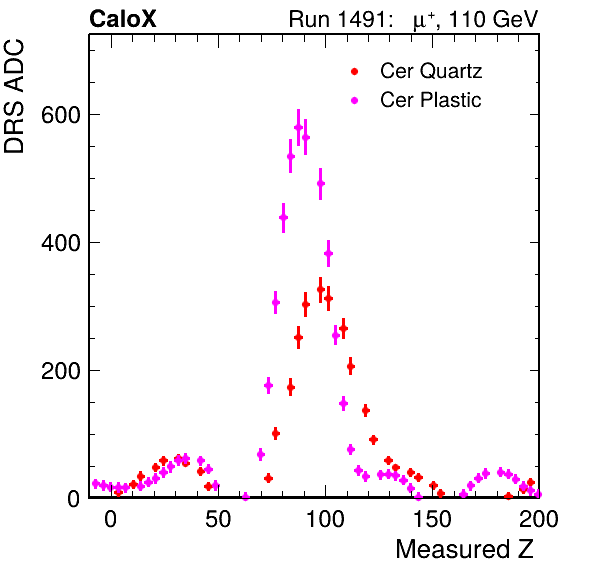 CaloX Run 1491: μ⁺, 110 GeV
DRS ADC
Cer Quartz
Cer Plastic
600
400
200
0
0 50 100 150 200
Measured Z